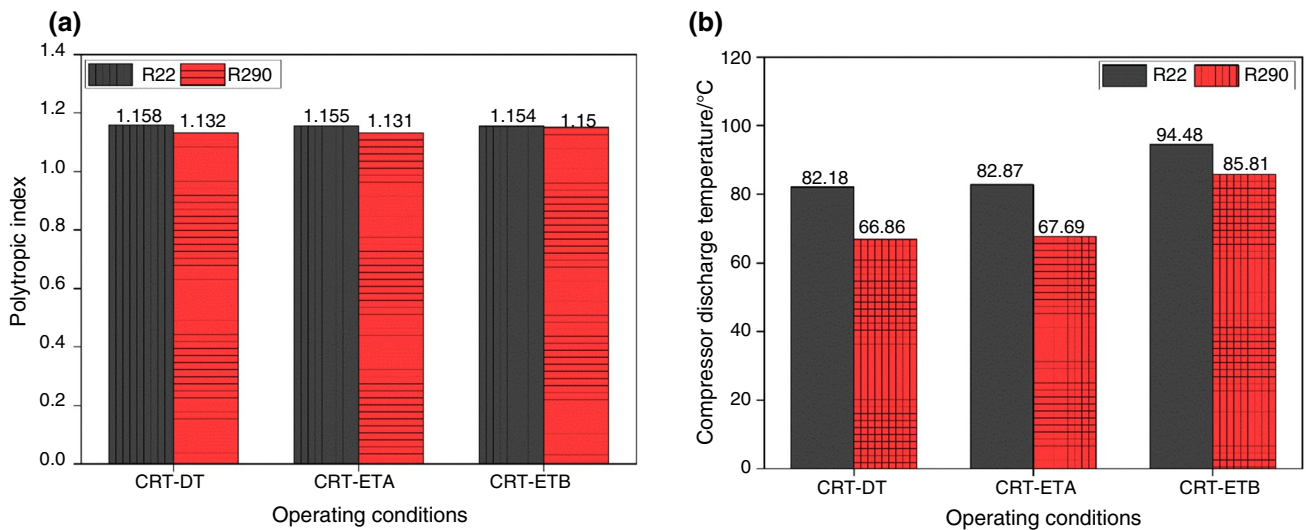 (a)
1.4
1.2
1.0
0.8
0.6
0.4
0.2
0.0
Polytropic index
R22 R290
1.158 1.132 1.155 1.131 1.154 1.15
CRT-DT CRT-ETA CRT-ETB
Operating conditions
(b)
120
100
80
60
40
20
0
Compressor discharge temperature/°C
R22 R290
82.18 66.86 82.87 67.69 94.48 85.81
CRT-DT CRT-ETA CRT-ETB
Operating conditions